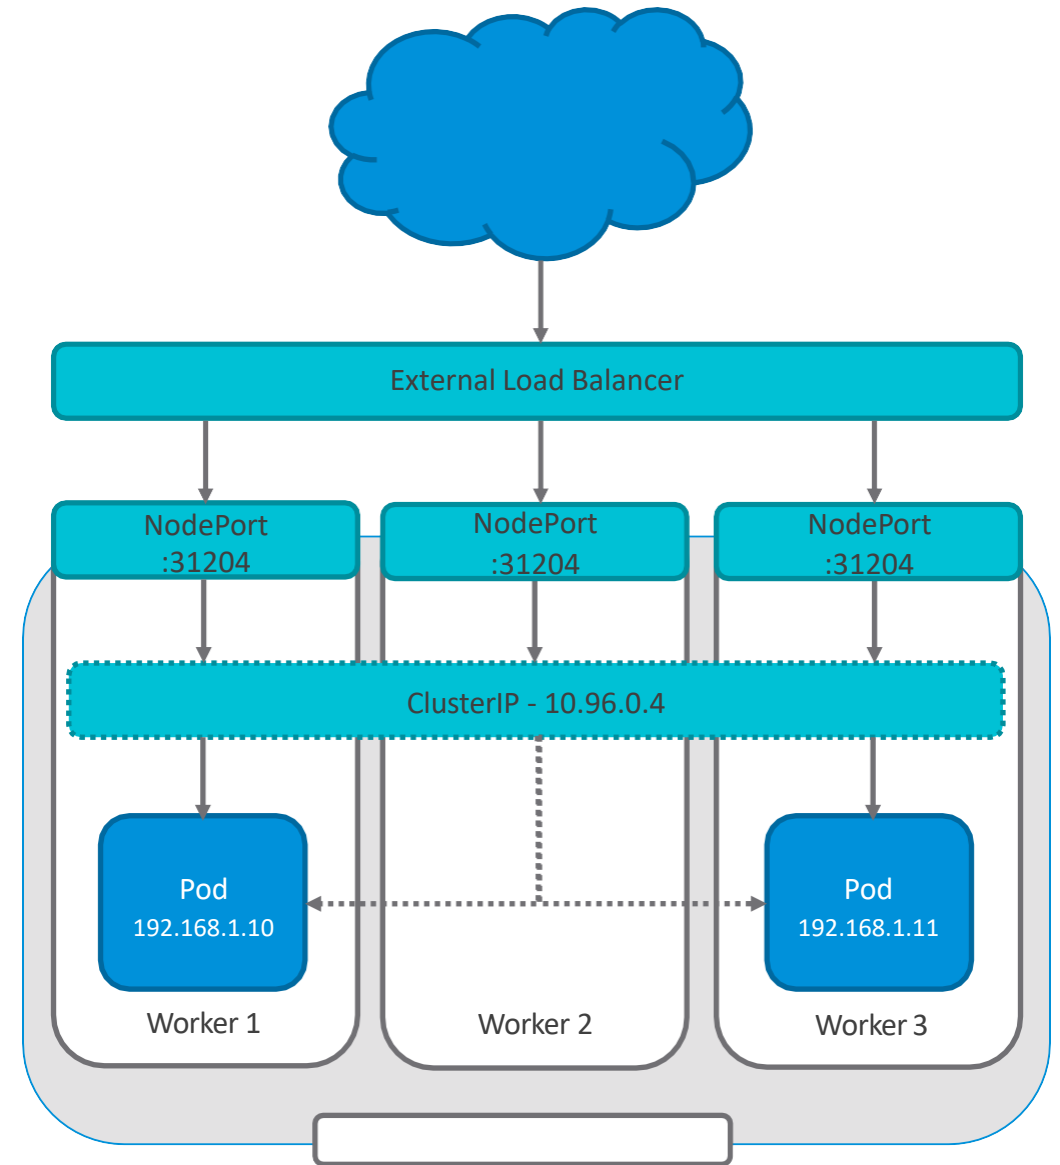 External Load Balancer
NodePort
:31204
NodePort
:31204
NodePort
:31204
ClusterIP - 10.96.0.4
Pod
192.168.1.10
Pod
192.168.1.11
Worker 1
Worker 2
Worker 3